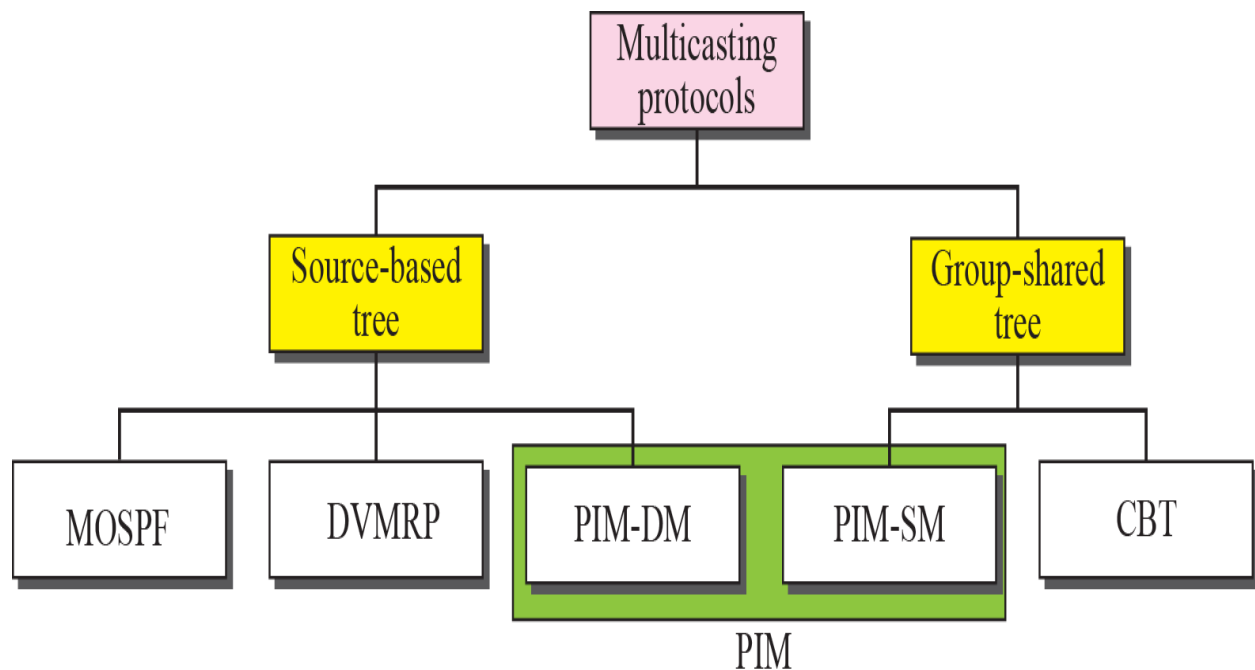 Multicasting
protocols
Source-based
tree
Group-shared
tree
MOSPF
DVMRP
PIM-DM
PIM-SM
CBT
PIM